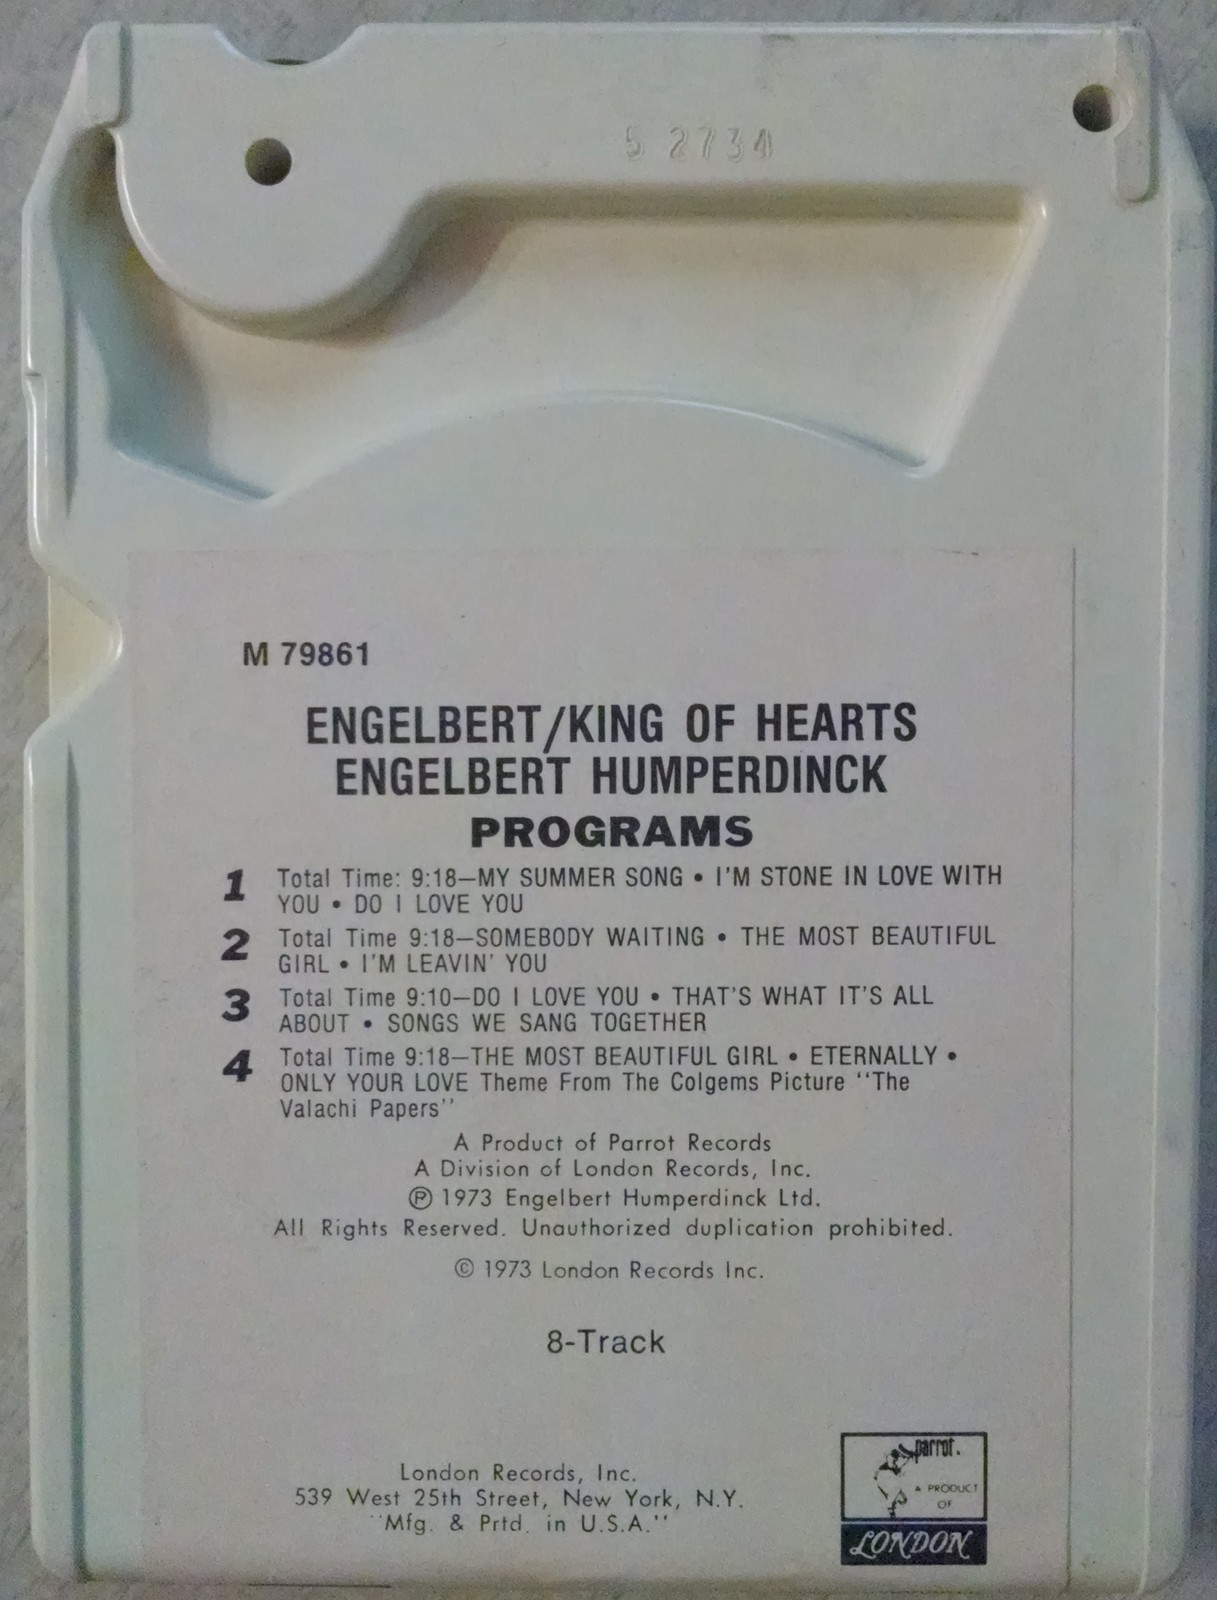 5 2734
M 79861
ENGELBERT/KING OF HEARTS
ENGELBERT HUMPERDINCK
PROGRAMS
1 Total Time: 9:18—MY SUMMER SONG • I'M STONE IN LOVE WITH
YOU • DO I LOVE YOU
2 Total Time 9:18—SOMEBODY WAITING • THE MOST BEAUTIFUL
GIRL • I'M LEAVIN' YOU
3 Total Time 9:10—DO I LOVE YOU • THAT'S WHAT IT'S ALL
ABOUT • SONGS WE SANG TOGETHER
4 Total Time 9:18—THE MOST BEAUTIFUL GIRL • ETERNALLY •
ONLY YOUR LOVE Theme From The Colgems Picture ''The
Valachi Papers''
A Product of Parrot Records
A Division of London Records, Inc.
℗ 1973 Engelbert Humperdinck Ltd.
All Rights Reserved. Unauthorized duplication prohibited.
© 1973 London Records Inc.
8-Track
London Records, Inc.
539 West 25th Street, New York, N.Y.
''Mfg. & Prtd. in U.S.A.''
parrot.
A PRODUCT
OF
LONDON